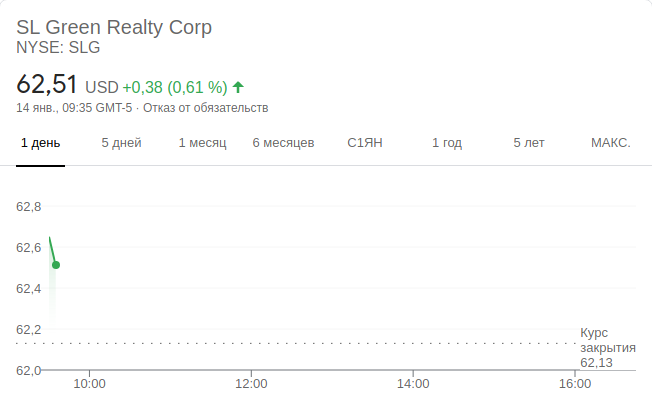 SL Green Realty Corp
NYSE: SLG
62,51 USD +0,38 (0,61 %)
14 янв., 09:35 GMT-5 · Отказ от обязательств
1 день 5 дней 1 месяц 6 месяцев С1ЯН 1 год 5 лет МАКС.
62,8
62,6
62,4
62,2
62,0
Курс
закрытия
62,13
10:00 12:00 14:00 16:00